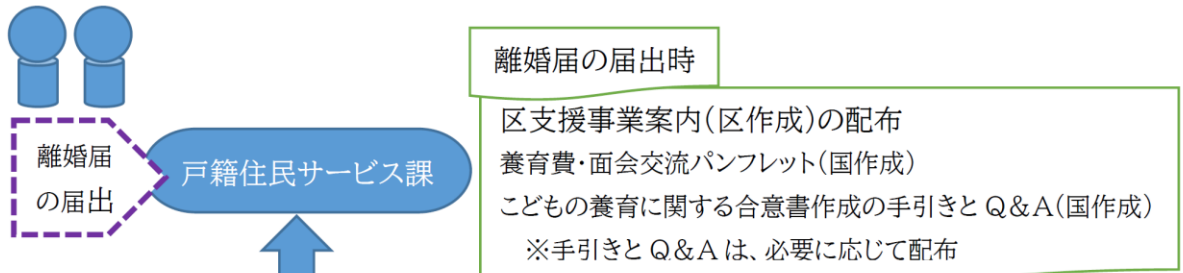 離婚届の届出時
区支援事業案内(区作成)の配布
養育費・面会交流パンフレット(国作成)
こどもの養育に関する合意書作成の手引きとQ&A(国作成)
※手引きとQ&Aは、必要に応じて配布
離婚届
の届出
戸籍住民サービス課